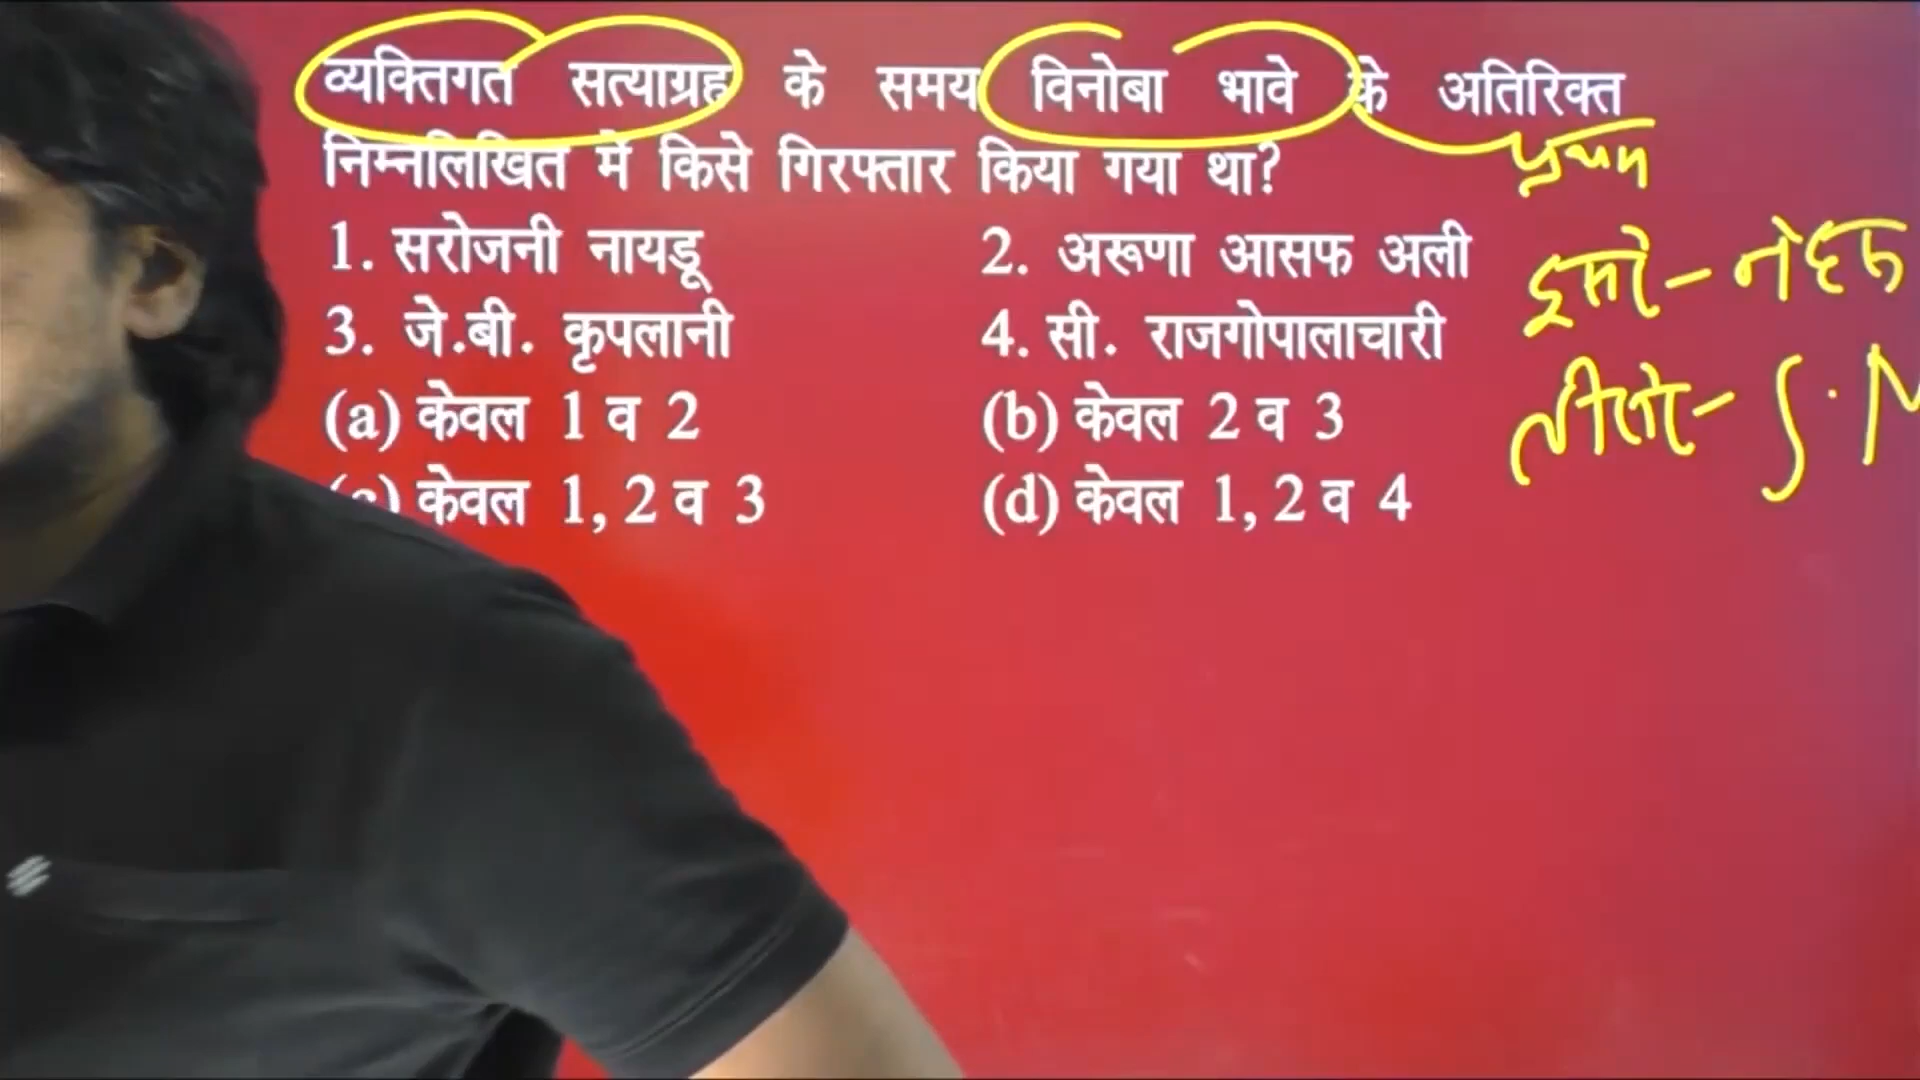 व्यक्तिगत सत्याग्रह के समय विनोबा भावे के अतिरिक्त
निम्नलिखित में किसे गिरफ्तार किया गया था?
प्रथम
1. सरोजनी नायडू 2. अरूणा आसफ अली
3. जे.बी. कृपलानी 4. सी. राजगोपालाचारी
(a) केवल 1 व 2 (b) केवल 2 व 3
(c) केवल 1, 2 व 3 (d) केवल 1, 2 व 4
दूसरे - नेहरू